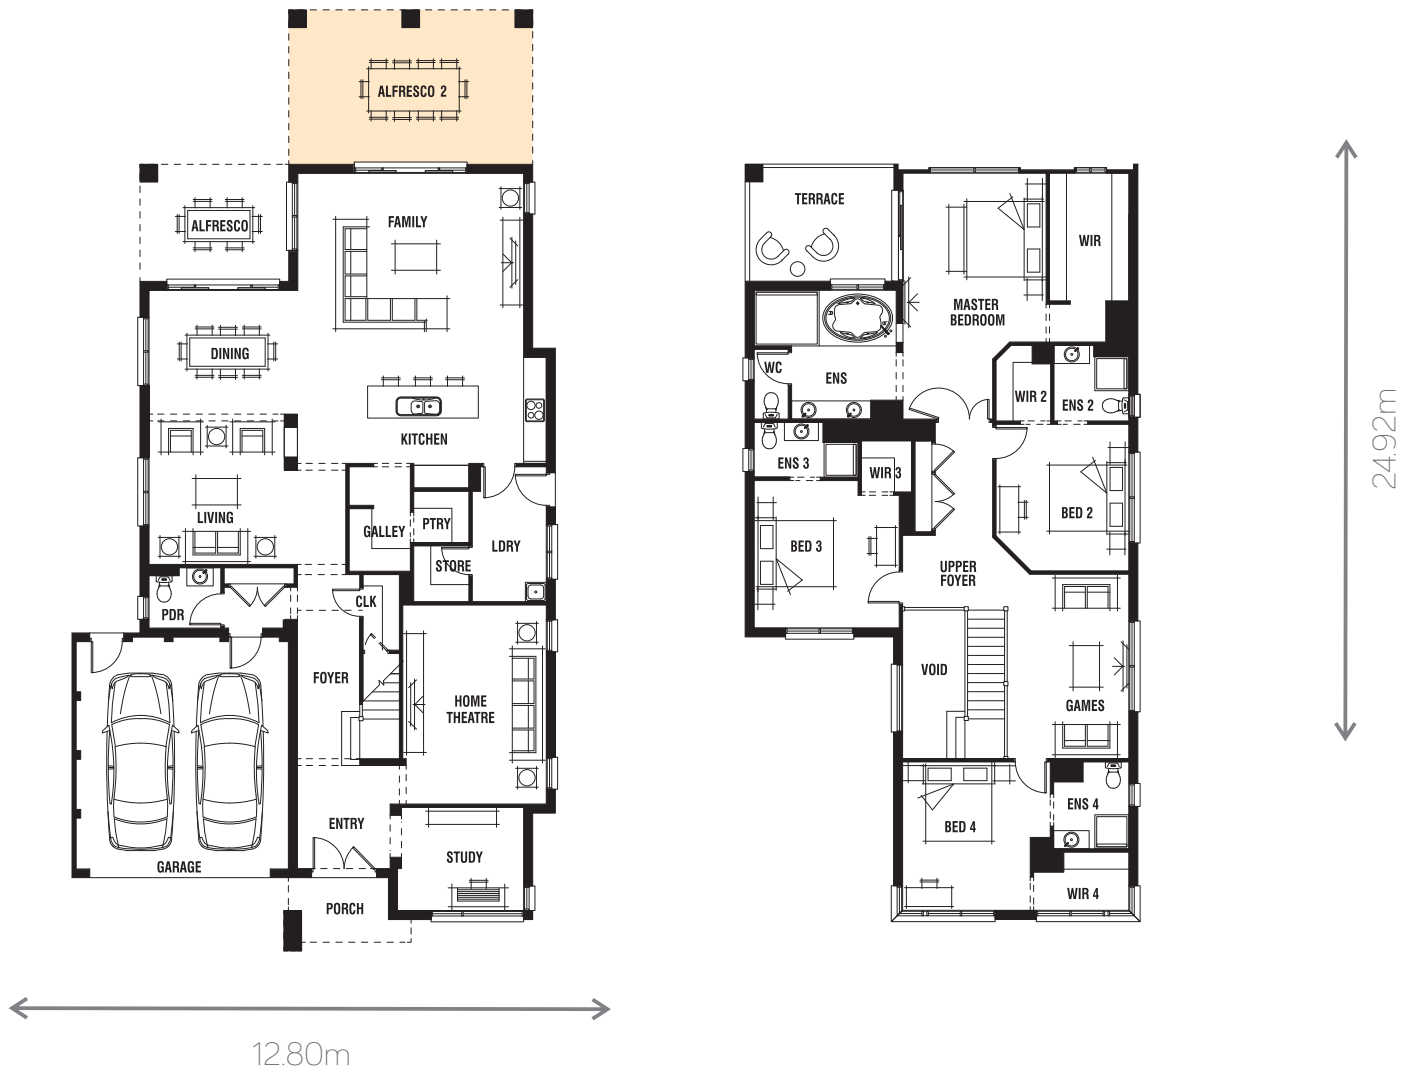 ALFRESCO 2
ALFRESCO
FAMILY
DINING
KITCHEN
LIVING
GALLEY
PTRY
STORE
LDRY
PDR
CLK
FOYER
HOME
THEATRE
GARAGE
ENTRY
STUDY
PORCH
12.80m
TERRACE
WIR
MASTER
BEDROOM
WC
ENS
WIR 2
ENS 2
ENS 3
WIR 3
BED 2
BED 3
UPPER
FOYER
VOID
GAMES
ENS 4
BED 4
WIR 4
24.92m